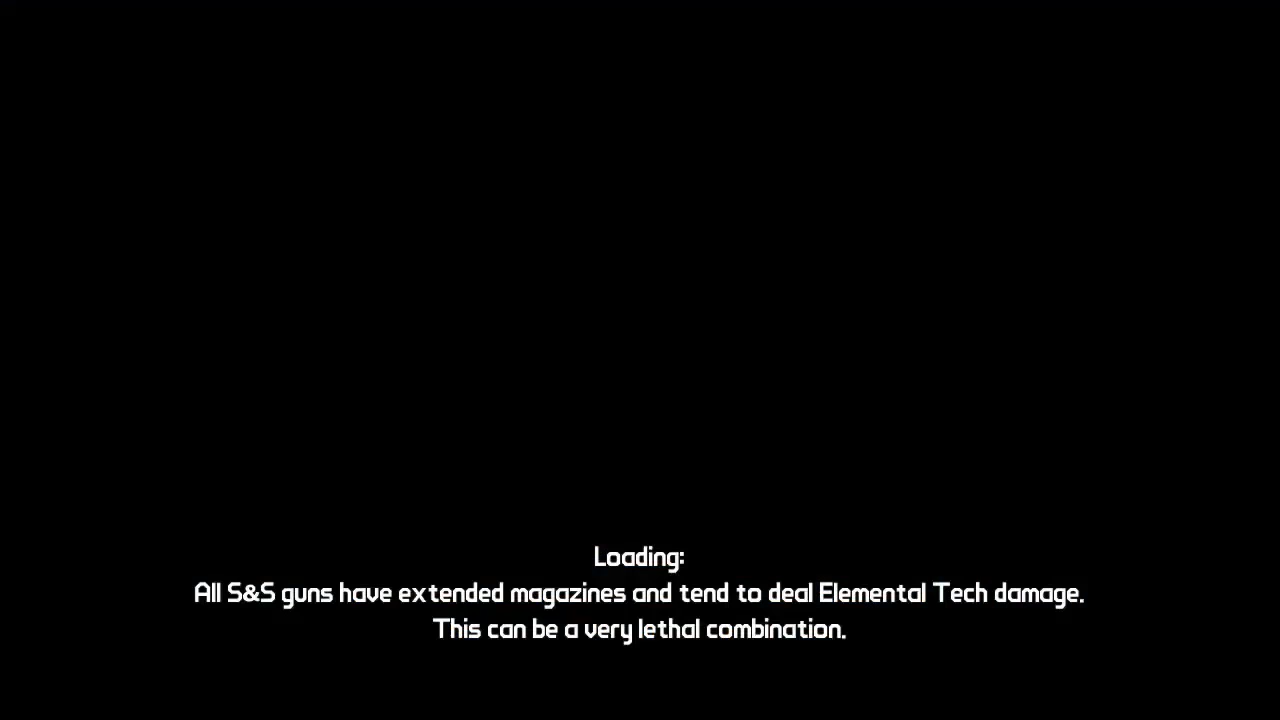 Loading:
All S&S guns have extended magazines and tend to deal Elemental Tech damage.
This can be a very lethal combination.